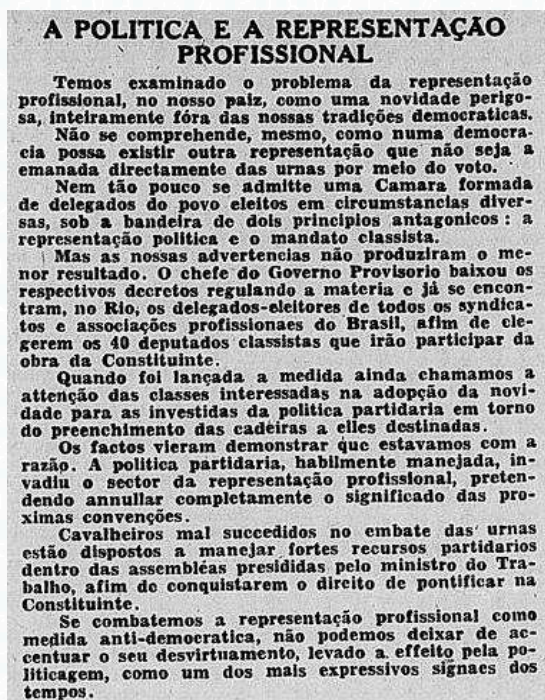 A POLITICA E A REPRESENTAÇÃO
PROFISSIONAL
Temos examinado o problema da representação
profissional, no nosso paiz, como uma novidade perigo-
sa, inteiramente fóra das nossas tradições democraticas.
Não se comprehende, mesmo, como numa democra-
cia possa existir outra representação que não seja a
emanada directamente das urnas por meio do voto.
Nem tão pouco se admitte uma Camara formada
de delegados do povo eleitos em circumstancias diver-
sas, sob a bandeira de dois principios antagonicos : a
representação politica e o mandato classista.
Mas as nossas advertencias não produziram o me-
nor resultado. O chefe do Governo Provisorio baixou os
respectivos decretos regulando a materia e já se encon-
tram, no Rio, os delegados-eleitores de todos os syndica-
tos e associações profissionaes do Brasil, afim de ele-
gerem os 40 deputados classistas que irão participar da
obra da Constituinte.
Quando foi lançada a medida ainda chamamos a
attenção das classes interessadas na adopção da novi-
dade para as investidas da politica partidaria em torno
do preenchimento das cadeiras a elles destinadas.
Os factos vieram demonstrar que estavamos com a
razão. A politica partidaria, habilmente manejada, in-
vadiu o sector da representação profissional, preten-
dendo annullar completamente o significado das pro-
ximas convenções.
Cavalheiros mal succedidos no embate das urnas
estão dispostos a manejar fortes recursos partidarios
dentro das assembléas presididas pelo ministro do Tra-
balho, afim de conquistarem o direito de pontificar na
Constituinte.
Se combatemos a representação profissional como
medida anti-democratica, não podemos deixar de ac-
centuar o seu desvirtuamento, levado a effeito pela po-
liticagem, como um dos mais expressivos signaes dos
tempos.